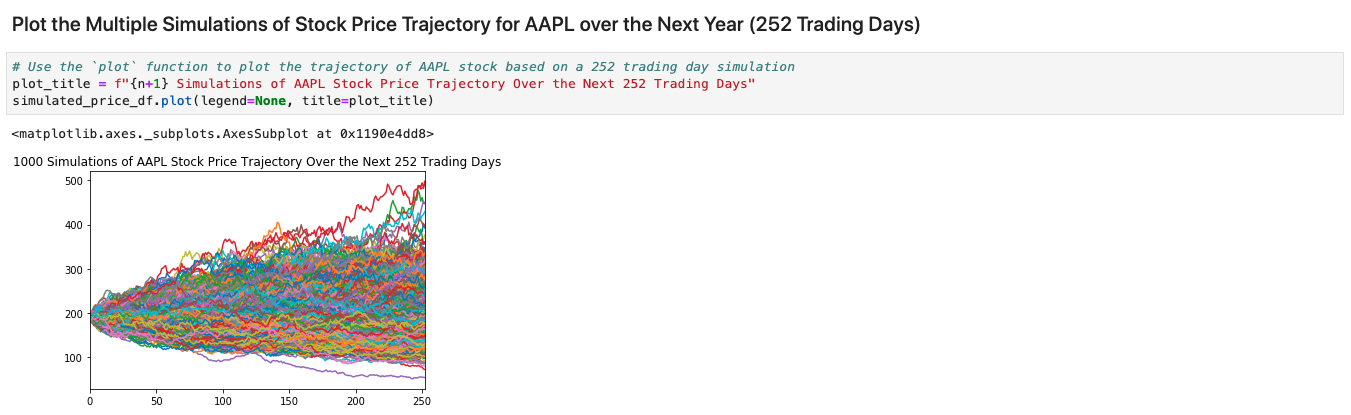 Plot the Multiple Simulations of Stock Price Trajectory for AAPL over the Next Year (252 Trading Days)
# Use the `plot` function to plot the trajectory of AAPL stock based on a 252 trading day simulation
plot_title = f"{n+1} Simulations of AAPL Stock Price Trajectory Over the Next 252 Trading Days"
simulated_price_df.plot(legend=None, title=plot_title)
<matplotlib.axes._subplots.AxesSubplot at 0x1190e4dd8>
1000 Simulations of AAPL Stock Price Trajectory Over the Next 252 Trading Days
500
400
300
200
100
0 50 100 150 200 250